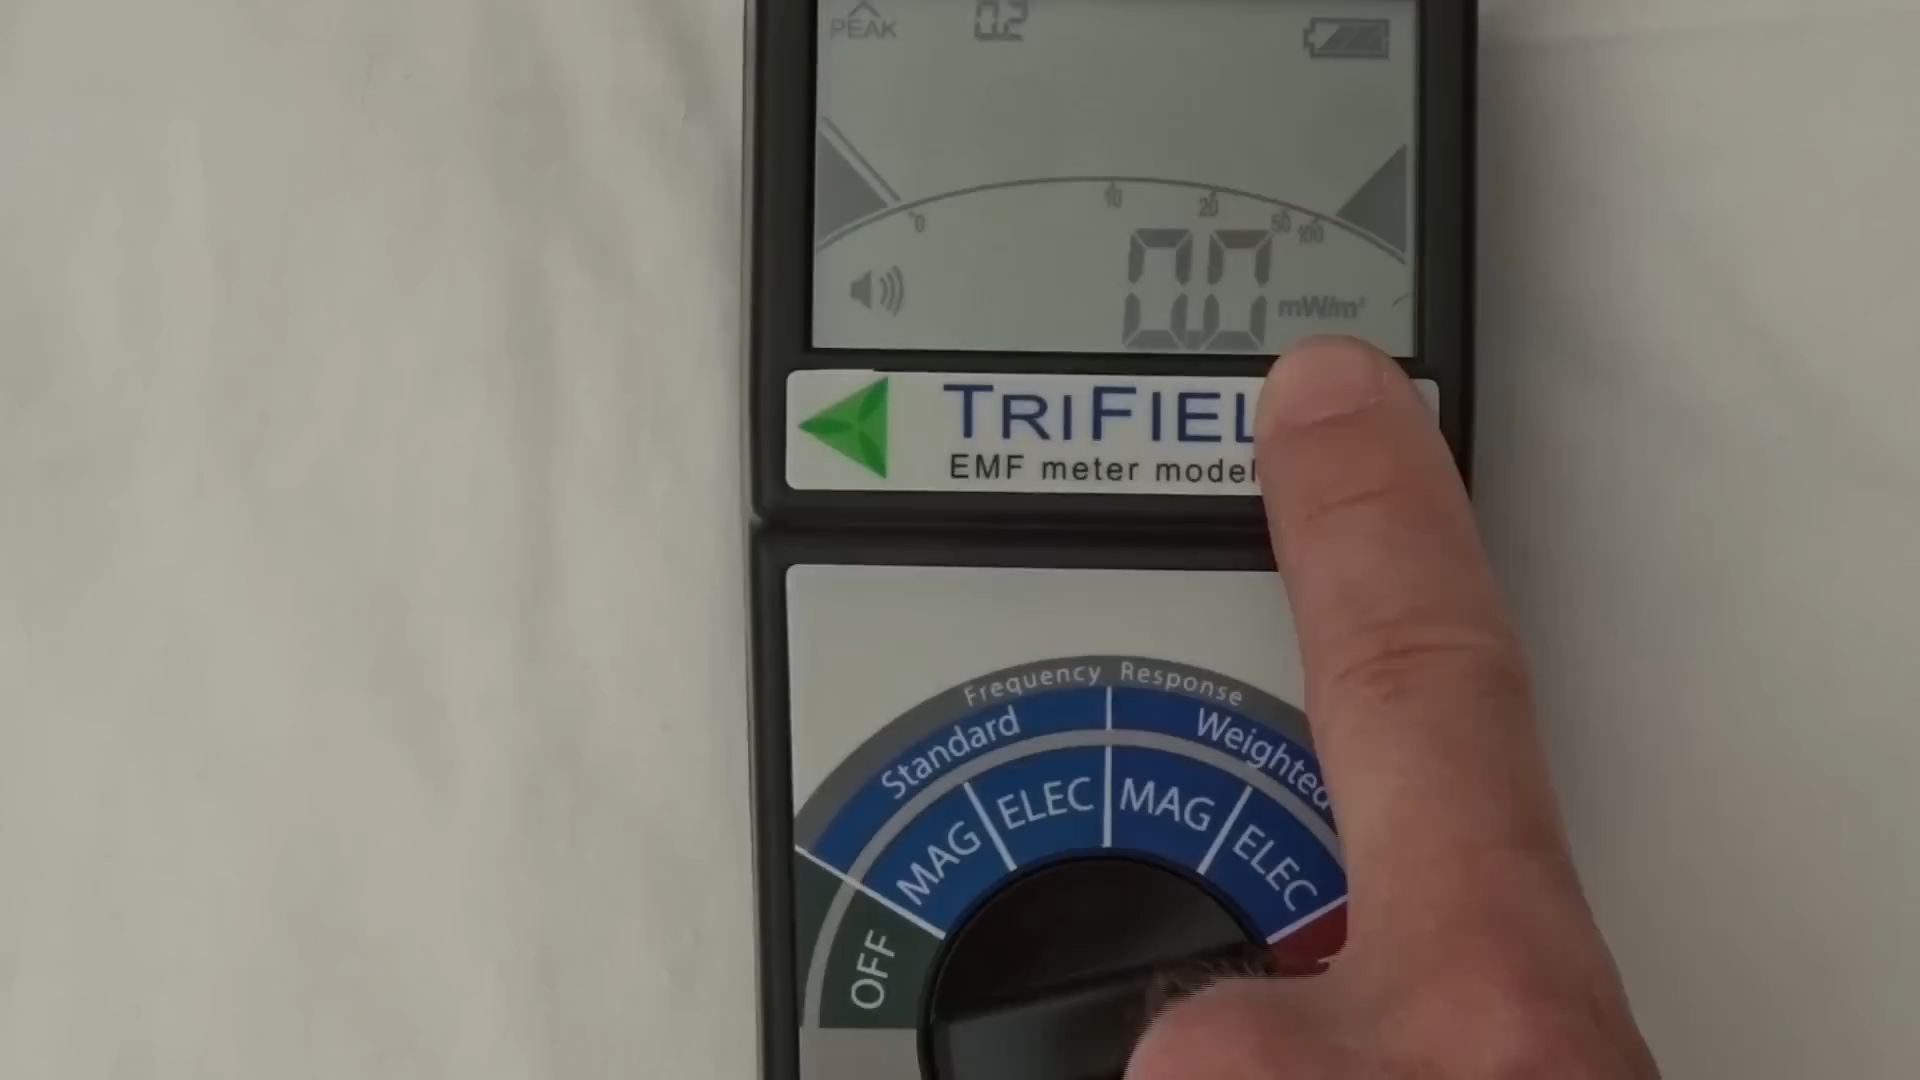 PEAK 0.2
0 10 20 50 100
0.0 mW/m²
TRIFIEL
EMF meter model
Frequency Response
Standard Weighted
OFF MAG ELEC MAG ELEC